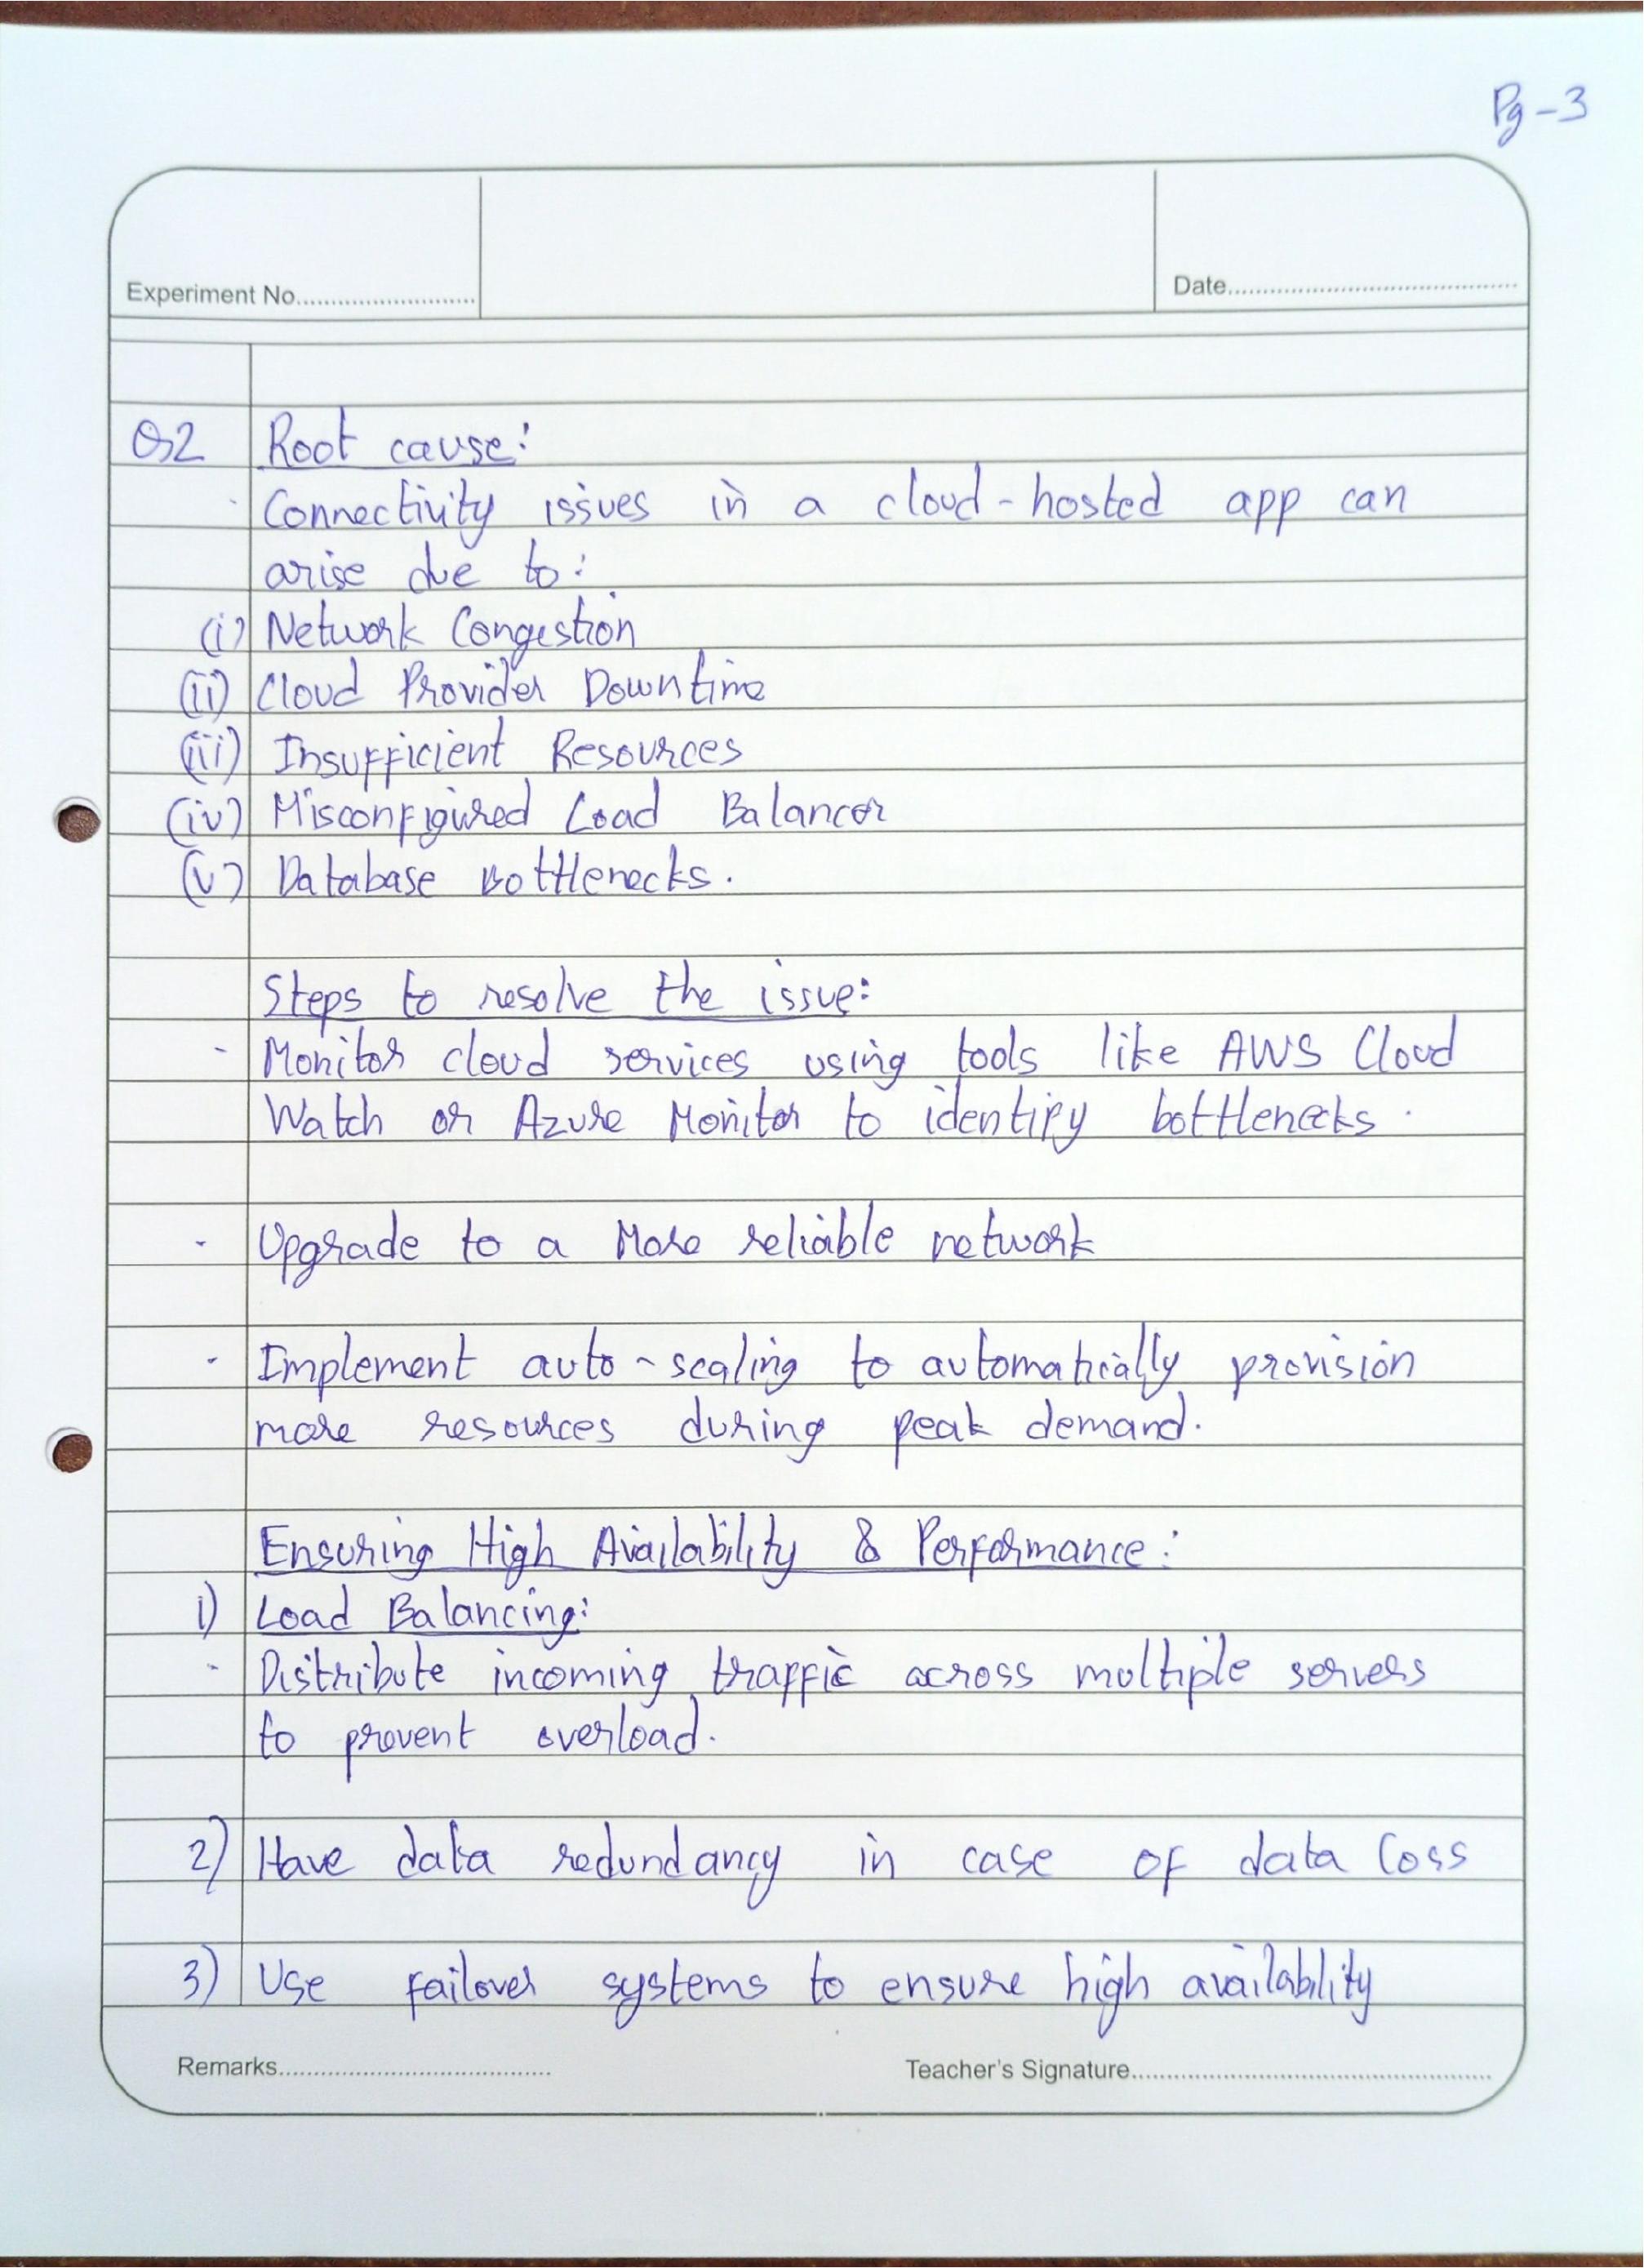 Pg-3
Experiment No.
Date
Q2 Root cause:
- Connectivity issues in a cloud-hosted app can
arise due to:
(i) Network Congestion
(ii) Cloud Provider Downtime
(iii) Insufficient Resources
(iv) Misconfigured Load Balancer
(v) Database Bottlenecks.
Steps to resolve the issue:
- Monitor cloud services using tools like AWS Cloud
Watch or Azure Monitor to identify bottlenecks.
- Upgrade to a More reliable network
- Implement auto-scaling to automatically provision
more resources during peak demand.
Ensuring High Availability & Performance:
1) Load Balancing:
- Distribute incoming traffic across multiple servers
to prevent overload.
2) Have data redundancy in case of data loss
3) Use failover systems to ensure high availability
Remarks
Teacher's Signature